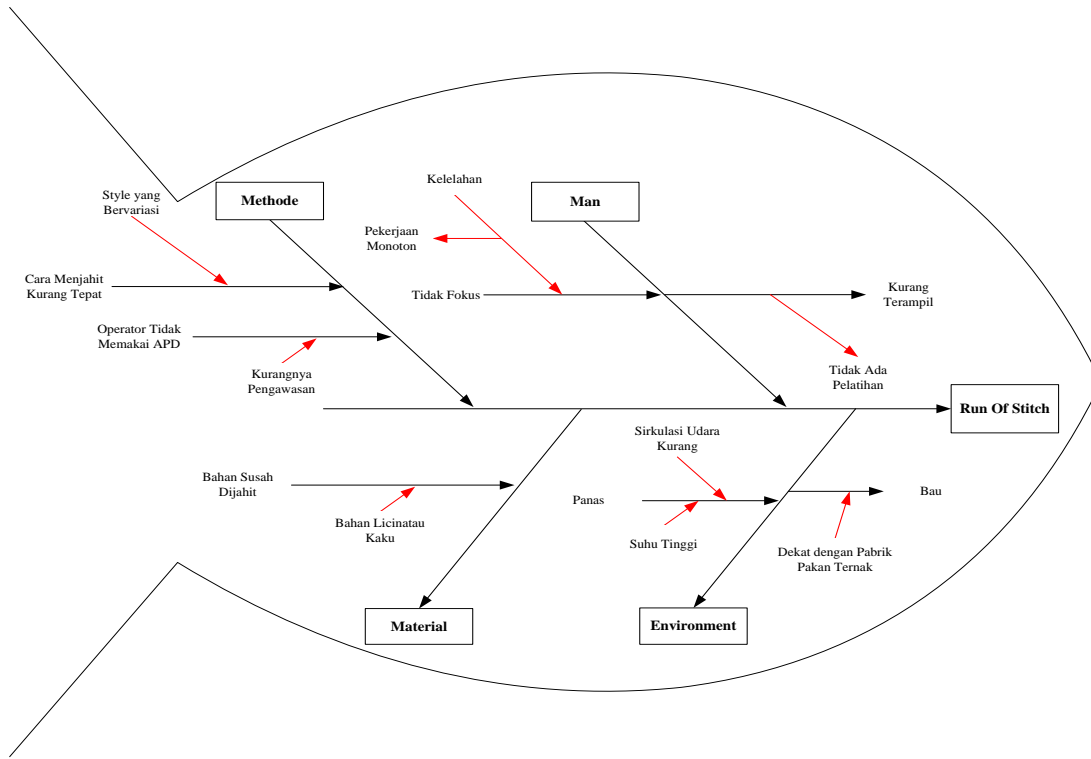 Style yang
Bervariasi
Methode
Kelelahan
Man
Pekerjaan
Monoton
Cara Menjahit
Kurang Tepat
Tidak Fokus
Kurang
Terampil
Operator Tidak
Memakai APD
Kurangnya
Pengawasan
Tidak Ada
Pelatihan
Run Of Stitch
Sirkulasi Udara
Kurang
Bahan Susah
Dijahit
Panas
Bau
Bahan Licinatau
Kaku
Suhu Tinggi
Dekat dengan Pabrik
Pakan Ternak
Material
Environment